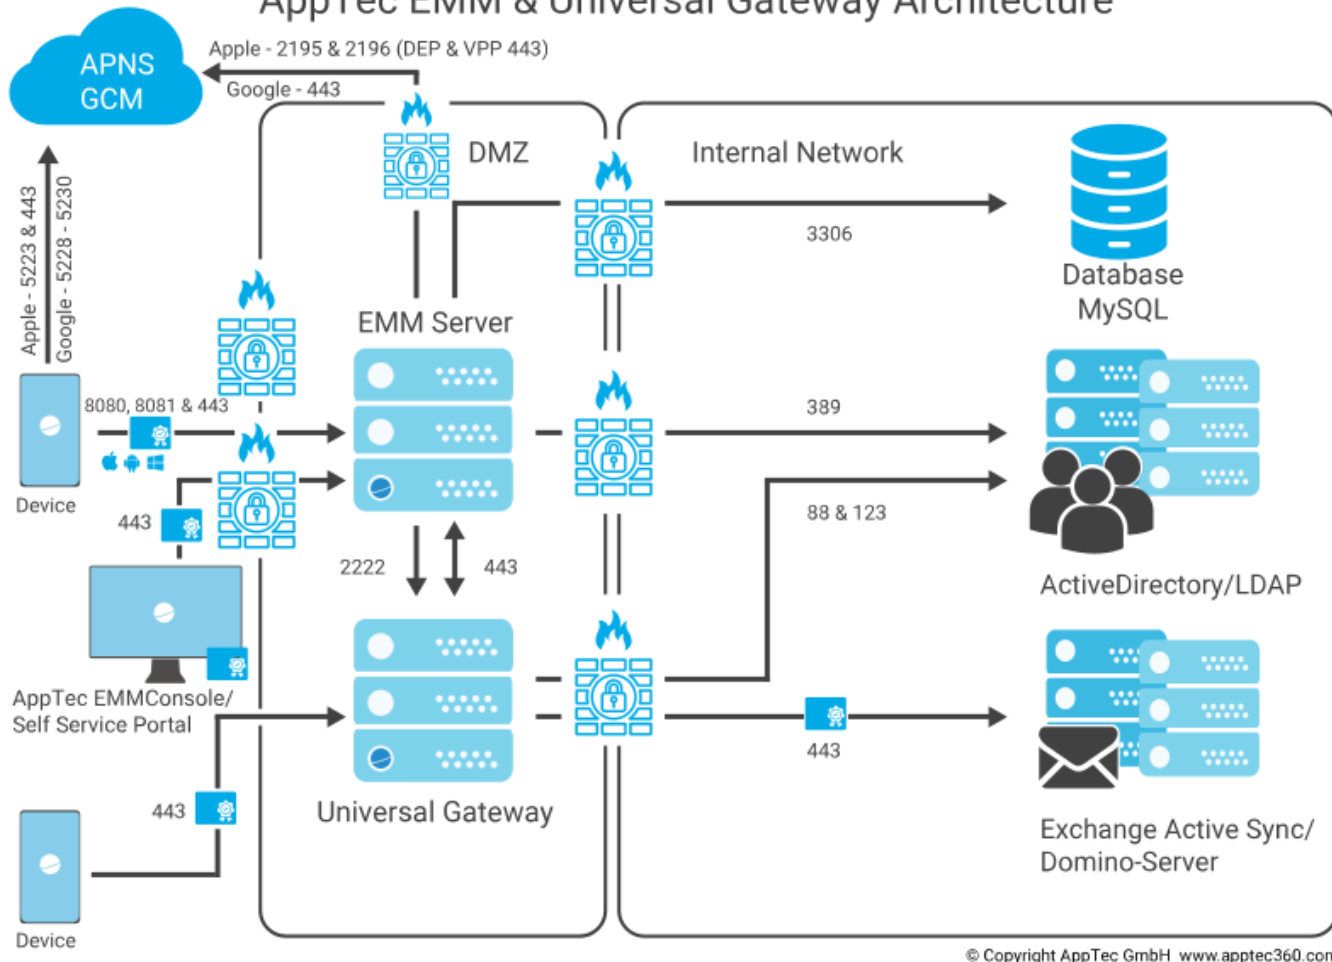 AppTec EMM & Universal Gateway Architecture
Apple - 2195 & 2196 (DEP & VPP 443)
APNS
GCM
Google - 443
DMZ
Internal Network
Apple - 5223 & 443
Google - 5228 - 5230
3306
Database
MySQL
EMM Server
8080, 8081 & 443
389
Device
443
88 & 123
2222
443
ActiveDirectory/LDAP
AppTec EMMConsole/
Self Service Portal
443
443
Universal Gateway
Exchange Active Sync/
Domino-Server
Device
© Copyright AppTec GmbH www.apptec360.com